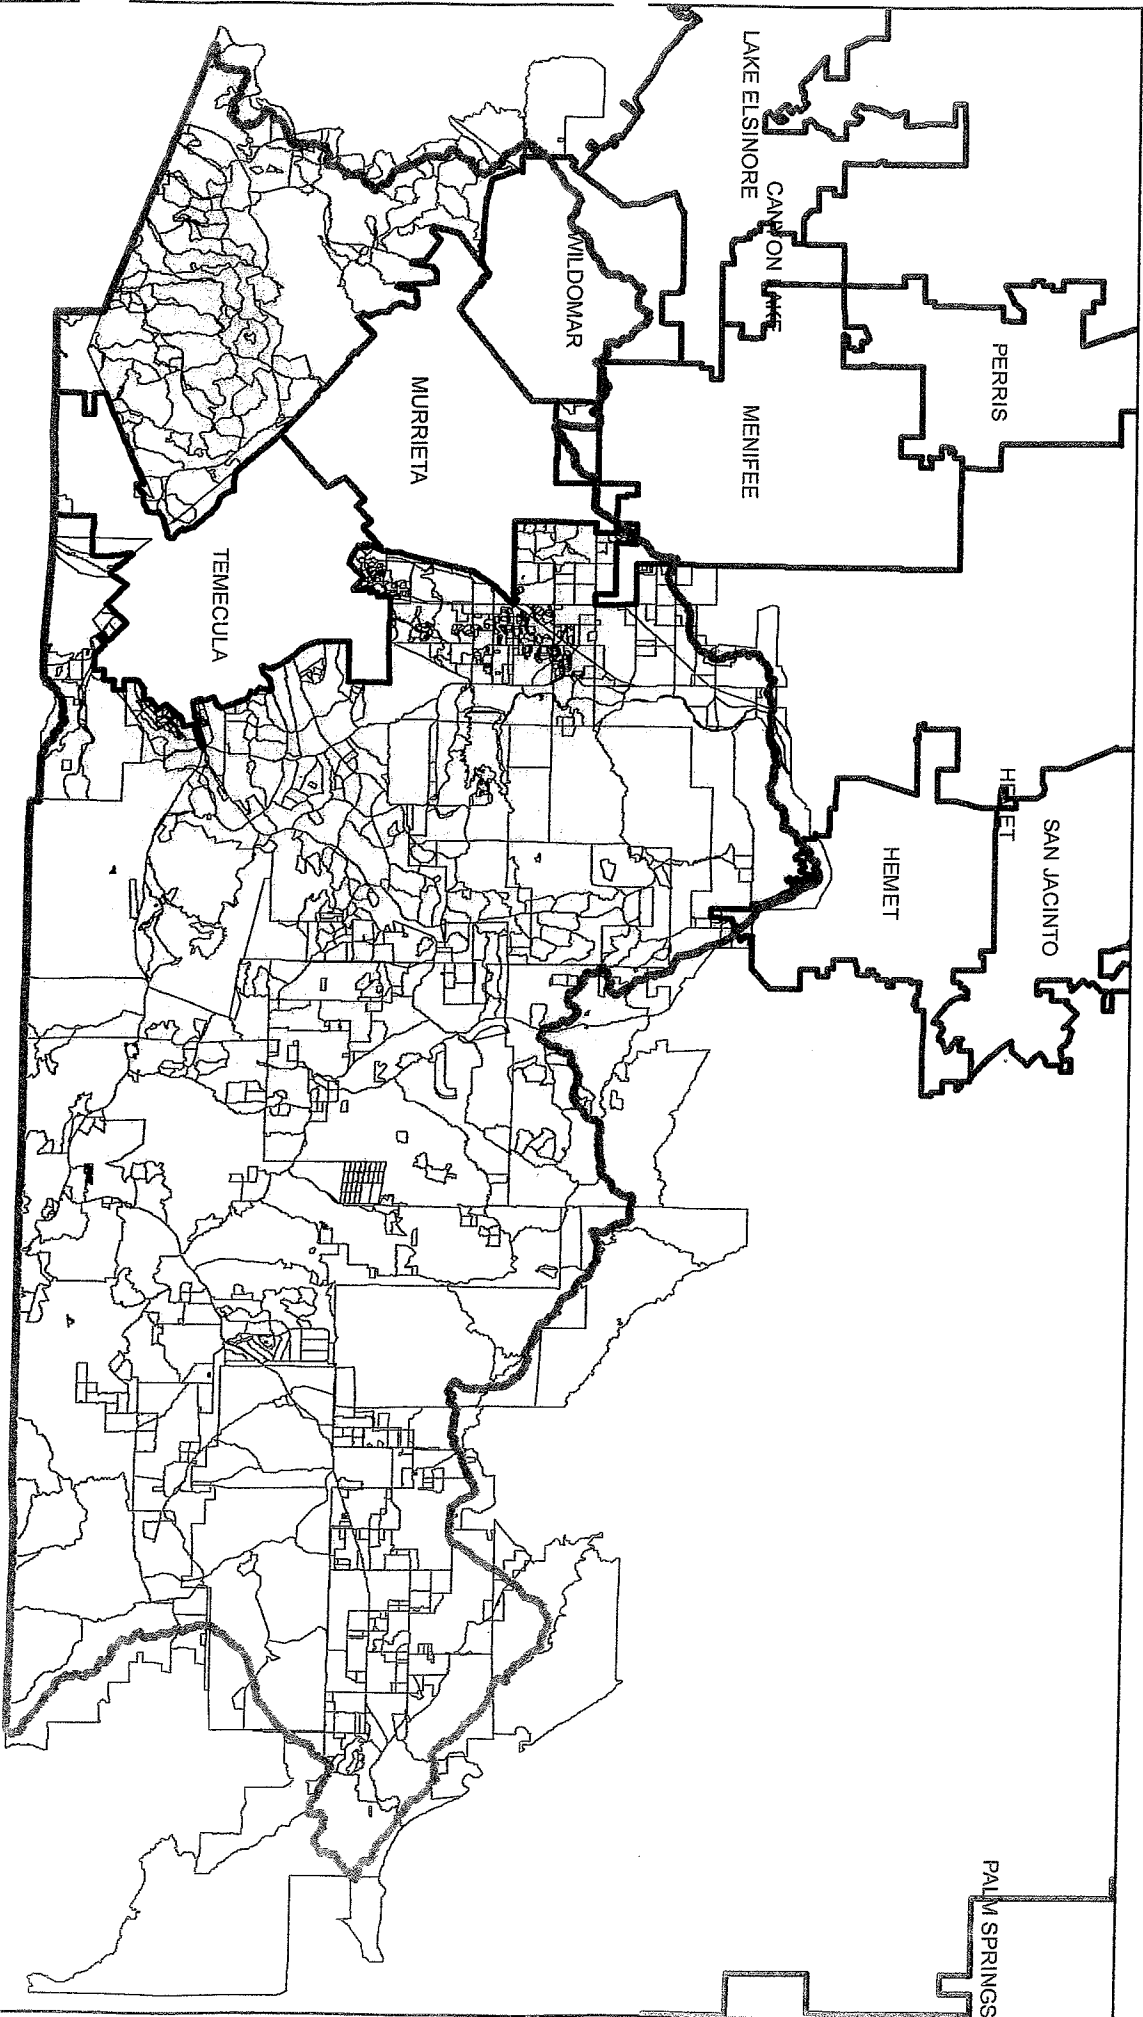 LAKE ELSINORE
CANYON LAKE
PERRIS
WILDOMAR
MENIFEE
MURRIETA
TEMECULA
HEMET
SAN JACINTO
HEMET
PALM SPRINGS